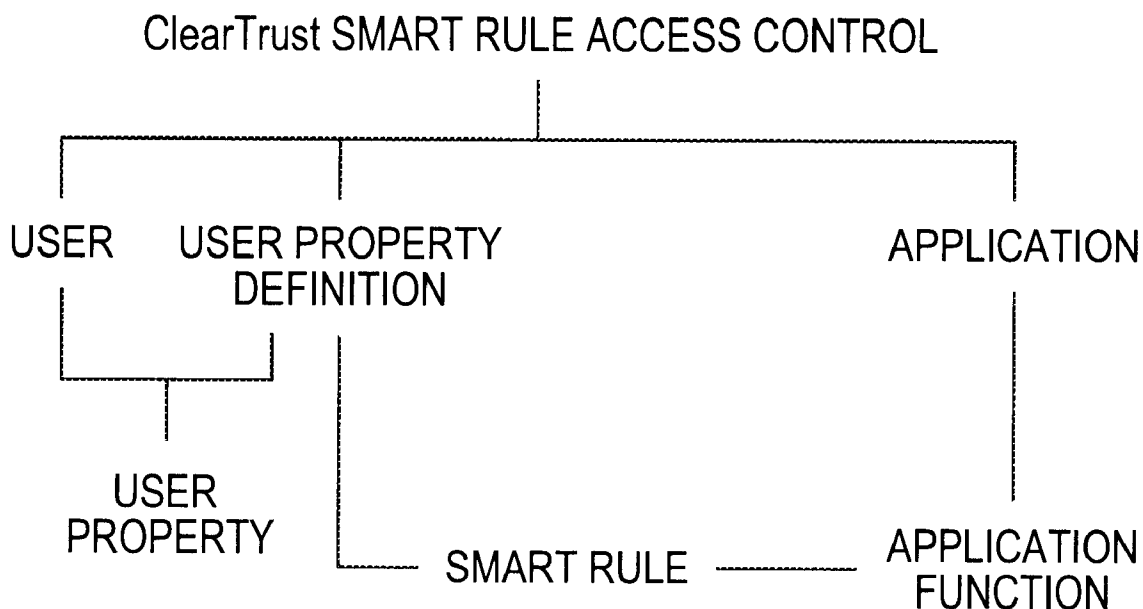 ClearTrust SMART RULE ACCESS CONTROL
USER
USER PROPERTY
DEFINITION
APPLICATION
USER
PROPERTY
SMART RULE
APPLICATION
FUNCTION